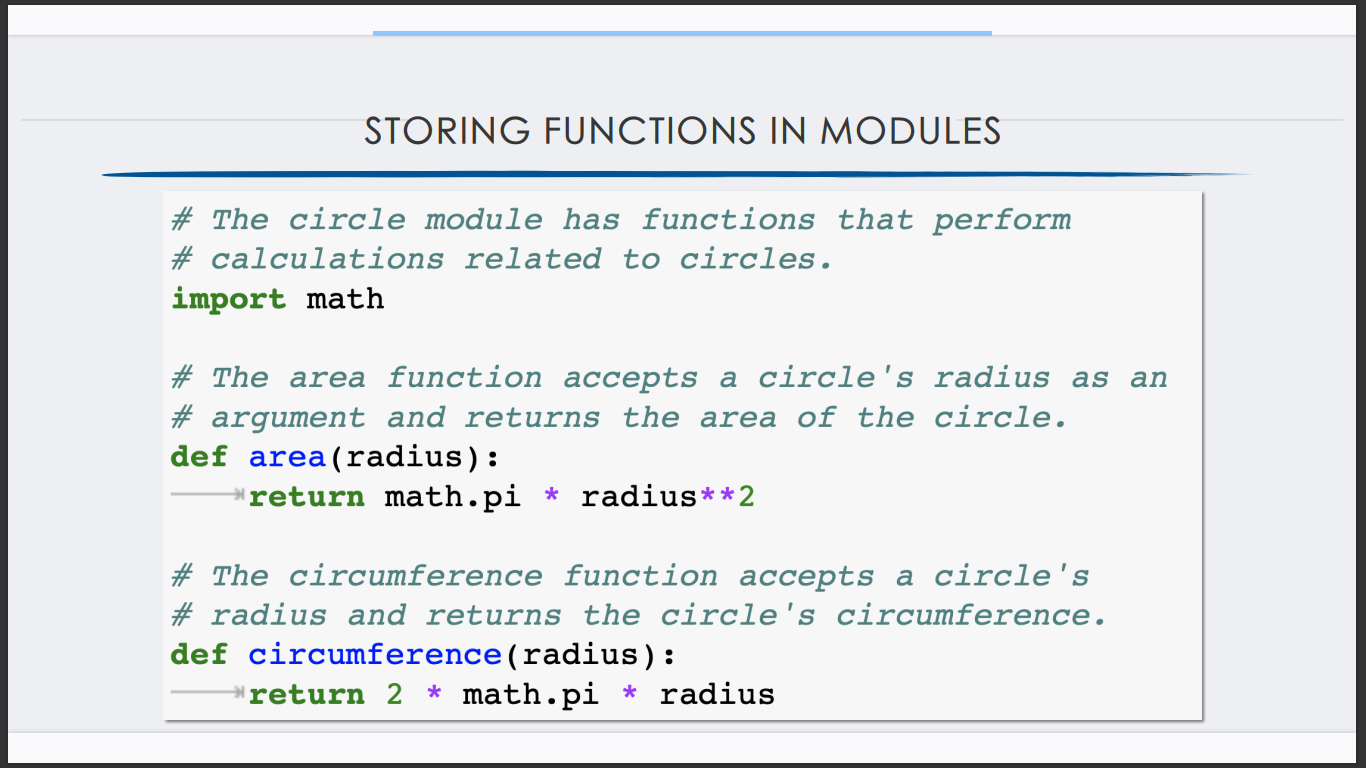 STORING FUNCTIONS IN MODULES
# The circle module has functions that perform
# calculations related to circles.
import math
# The area function accepts a circle's radius as an
# argument and returns the area of the circle.
def area(radius):
return math.pi * radius**2
# The circumference function accepts a circle's
# radius and returns the circle's circumference.
def circumference(radius):
return 2 * math.pi * radius